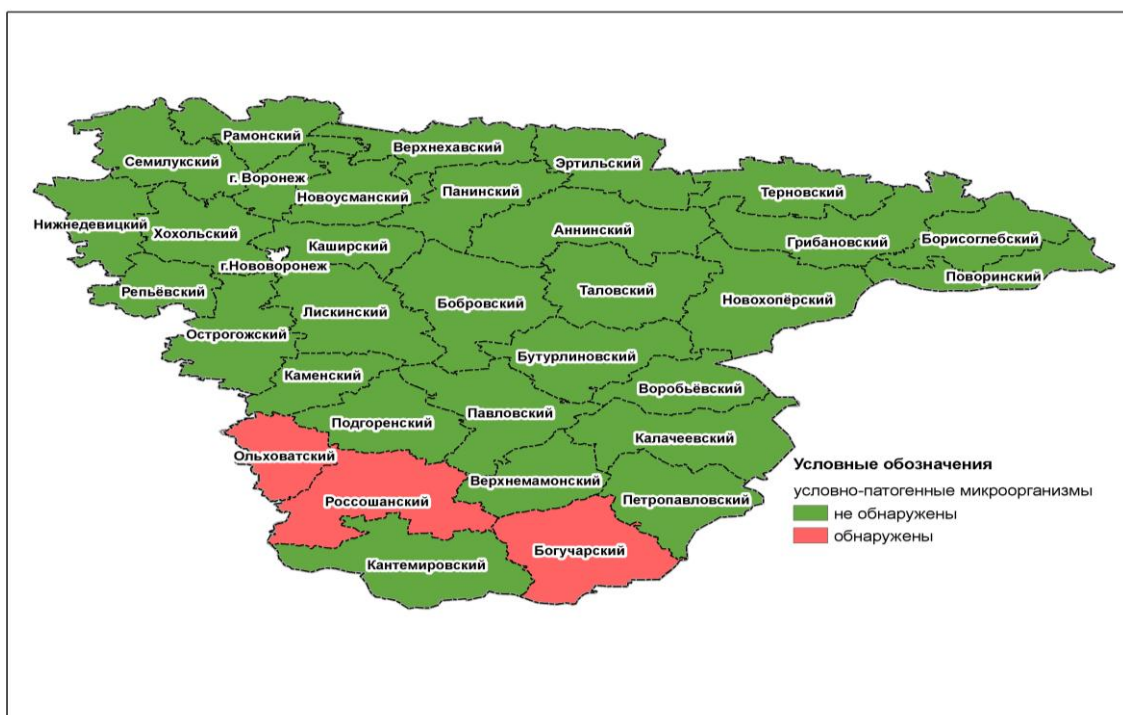 Рамонский
Верхнехавский
Семилукский
Эртильский
г. Воронеж
Новоусманский
Панинский
Терновский
Нижнедевицкий
Хохольский
Каширский
Аннинский
Грибановский
Борисоглебский
г.Нововоронеж
Поворинский
Репьёвский
Лискинский
Бобровский
Таловский
Новохопёрский
Острогожский
Бутурлиновский
Каменский
Воробьёвский
Подгоренский
Павловский
Калачеевский
Ольховатский
Россошанский
Верхнемамонский
Петропавловский
Богучарский
Кантемировский
Условные обозначения
условно-патогенные микроорганизмы
не обнаружены
обнаружены